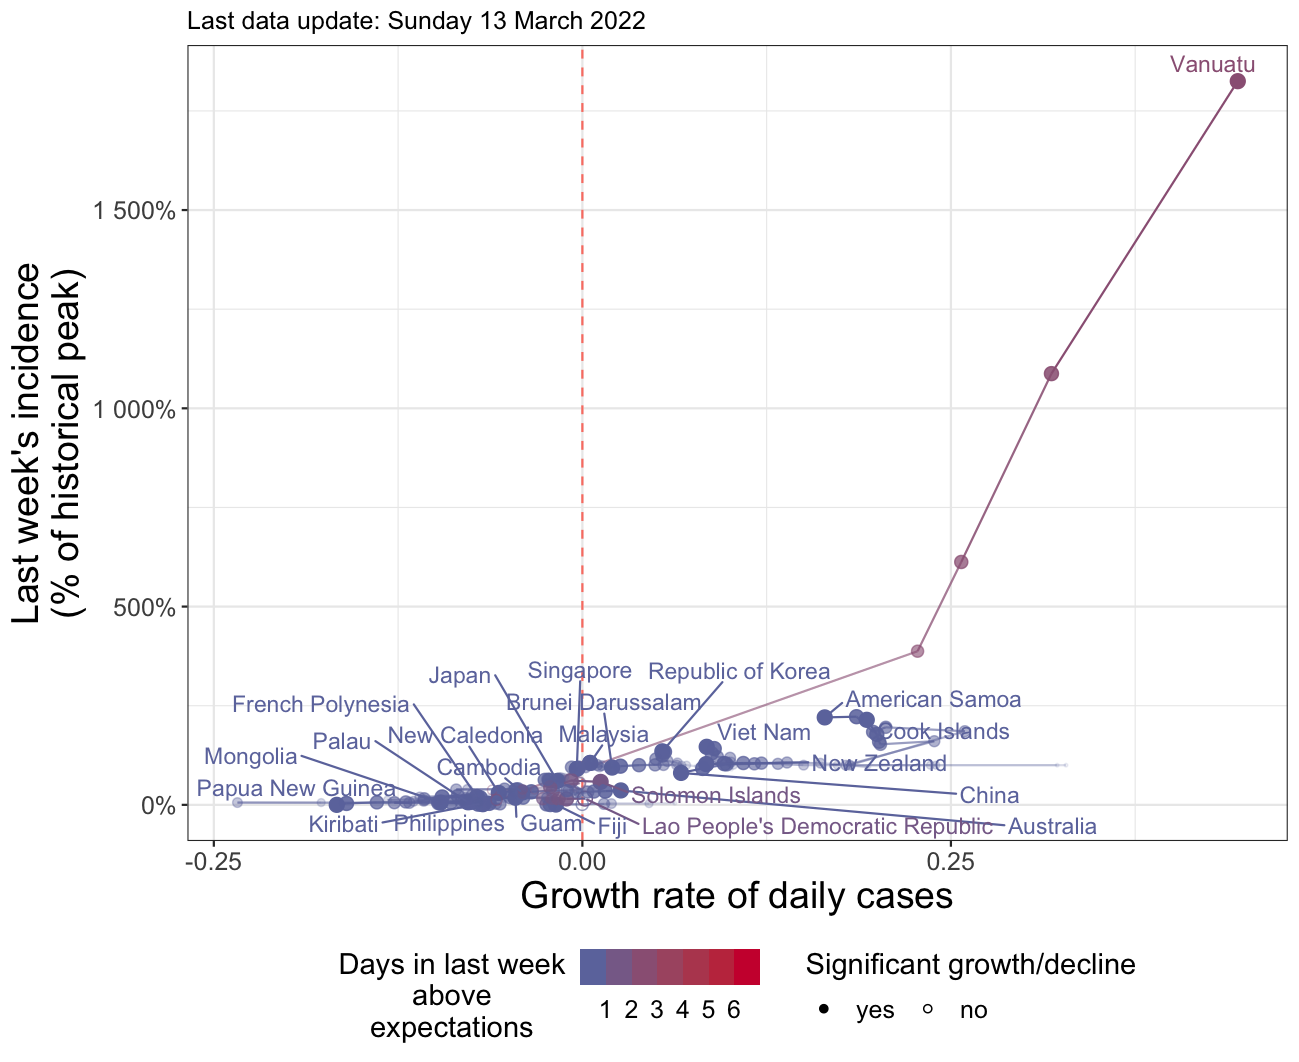 Last data update: Sunday 13 March 2022
Vanuatu
1 500%
1 000%
500%
0%
Last week's incidence
(% of historical peak)
Japan
Singapore
Republic of Korea
French Polynesia
Brunei Darussalam
American Samoa
Palau
New Caledonia
Malaysia
Viet Nam
Cook Islands
Mongolia
Cambodia
New Zealand
Papua New Guinea
Solomon Islands
China
Kiribati
Philippines
Guam
Fiji
Lao People's Democratic Republic
Australia
-0.25
0.00
0.25
Growth rate of daily cases
Days in last week
above
expectations
1 2 3 4 5 6
Significant growth/decline
yes
no